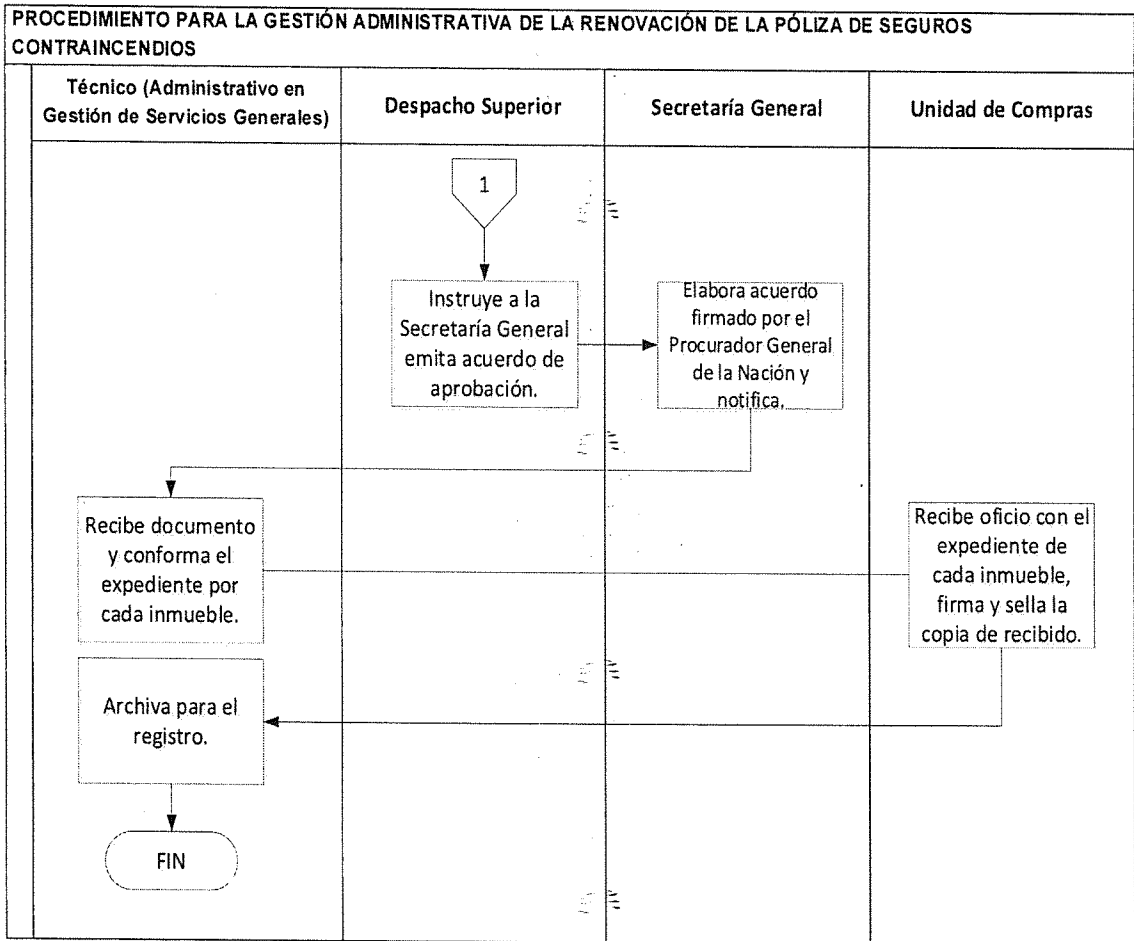 PROCEDIMIENTO PARA LA GESTIÓN ADMINISTRATIVA DE LA RENOVACIÓN DE LA PÓLIZA DE SEGUROS
CONTRAINCENDIOS
Técnico (Administrativo en
Gestión de Servicios Generales)
Despacho Superior
Secretaría General
Unidad de Compras
1
Instruye a la
Secretaría General
emita acuerdo de
aprobación.
Elabora acuerdo
firmado por el
Procurador General
de la Nación y
notifica.
Recibe documento
y conforma el
expediente por
cada inmueble.
Recibe oficio con el
expediente de
cada inmueble,
firma y sella la
copia de recibido.
Archiva para el
registro.
FIN